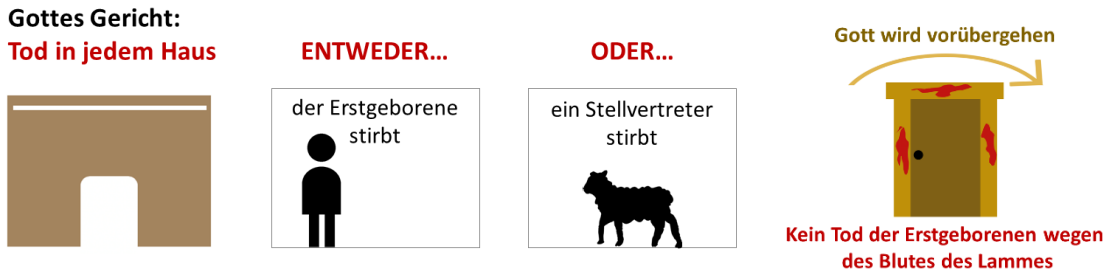 Gottes Gericht:
Tod in jedem Haus
ENTWEDER...
der Erstgeborene
stirbt
ODER...
ein Stellvertreter
stirbt
Gott wird vorübergehen
Kein Tod der Erstgeborenen wegen
des Blutes des Lammes